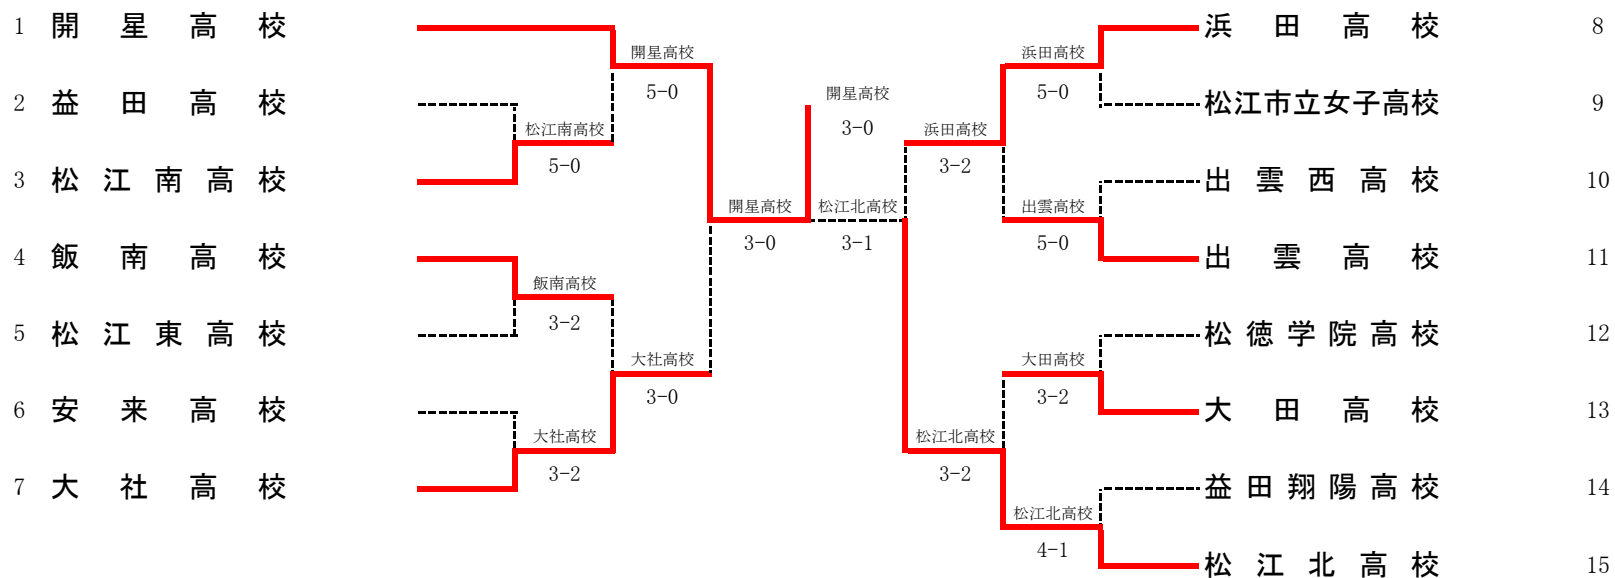 1 開星高校
2 益田高校
3 松江南高校
4 飯南高校
5 松江東高校
6 安来高校
7 大社高校
松江南高校
5-0
飯南高校
3-2
大社高校
3-2
開星高校
5-0
大社高校
3-0
開星高校
3-0
開星高校
3-0
松江北高校
3-1
浜田高校
3-2
松江北高校
3-2
浜田高校
5-0
出雲高校
5-0
大田高校
3-2
松江北高校
4-1
浜田高校 8
松江市立女子高校 9
出雲西高校 10
出雲高校 11
松徳学院高校 12
大田高校 13
益田翔陽高校 14
松江北高校 15